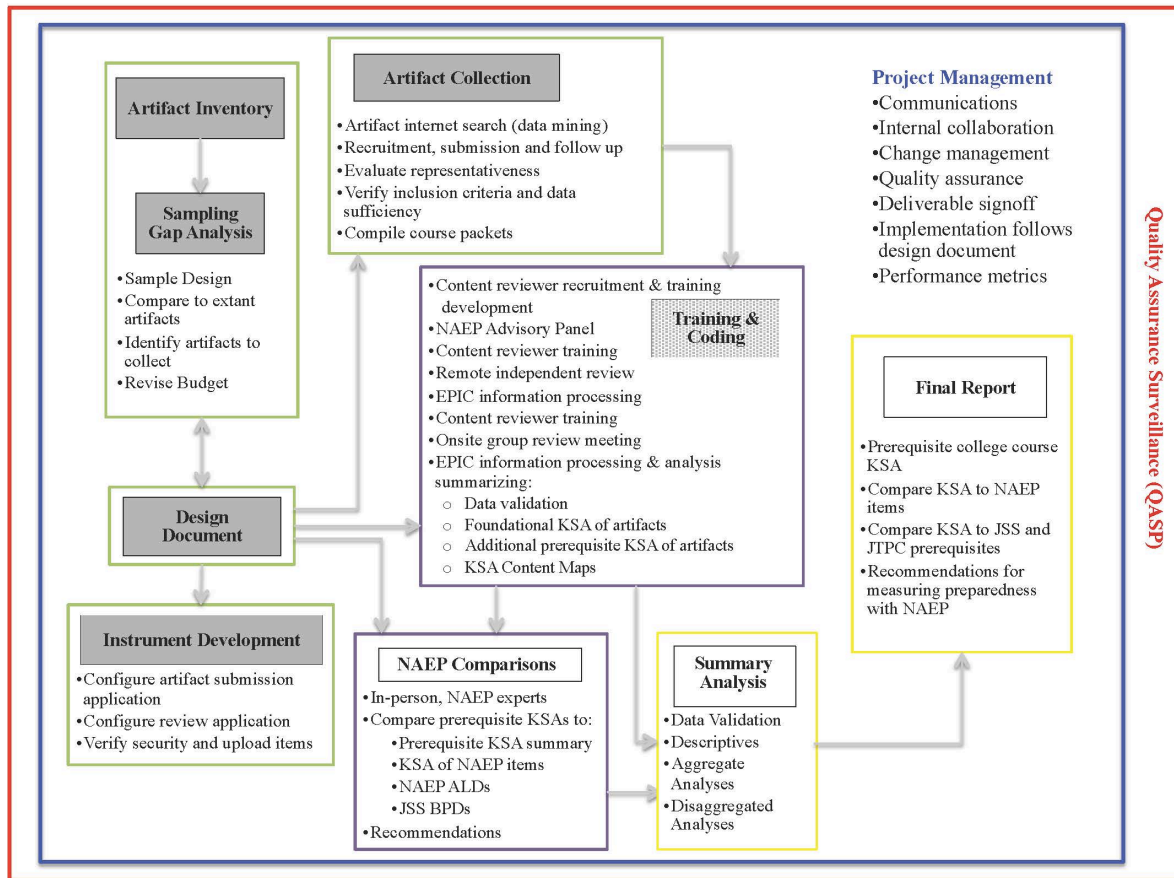 Artifact Inventory
Sampling
Gap Analysis
•Sample Design
•Compare to extant
artifacts
•Identify artifacts to
collect
•Revise Budget
Artifact Collection
•Artifact internet search (data mining)
•Recruitment, submission and follow up
•Evaluate representativeness
•Verify inclusion criteria and data
sufficiency
•Compile course packets
Project Management
•Communications
•Internal collaboration
•Change management
•Quality assurance
•Deliverable signoff
•Implementation follows
design document
•Performance metrics
Quality Assurance Surveillance (QASP)
•Content reviewer recruitment & training
development
•NAEP Advisory Panel
•Content reviewer training
•Remote independent review
•EPIC information processing
•Content reviewer training
•Onsite group review meeting
•EPIC information processing & analysis
summarizing:
o Data validation
o Foundational KSA of artifacts
o Additional prerequisite KSA of artifacts
o KSA Content Maps
Training &
Coding
Design
Document
Instrument Development
•Configure artifact submission
application
•Configure review application
•Verify security and upload items
NAEP Comparisons
•In-person, NAEP experts
•Compare prerequisite KSAs to:
•Prerequisite KSA summary
•KSA of NAEP items
•NAEP ALDs
•JSS BPDs
•Recommendations
Summary
Analysis
•Data Validation
•Descriptives
•Aggregate
Analyses
•Disaggregated
Analyses
Final Report
•Prerequisite college course
KSA
•Compare KSA to NAEP
items
•Compare KSA to JSS and
JTPC prerequisites
•Recommendations for
measuring preparedness
with NAEP